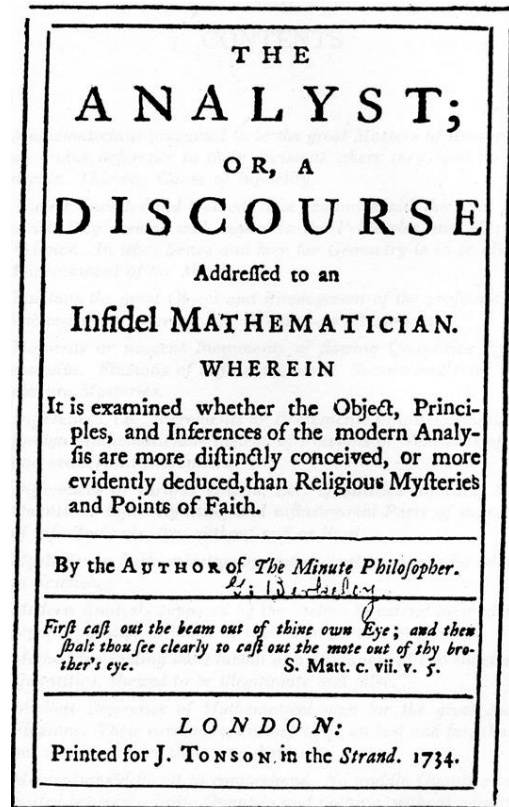 THE
ANALYST;
OR, A
DISCOURSE
Addreſſed to an
Infidel MATHEMATICIAN.
WHEREIN
It is examined whether the Object, Princi-
ples, and Inferences of the modern Analy-
ſis are more diſtinctly conceived, or more
evidently deduced, than Religious Myſteries
and Points of Faith.
By the AUTHOR of The Minute Philoſopher.
G. Berkeley
Firſt caſt out the beam out of thine own Eye; and then
ſhalt thou ſee clearly to caſt out the mote out of thy bro-
ther's eye. S. Matt. c. vii. v. 5.
LONDON:
Printed for J. TONSON in the Strand. 1734.